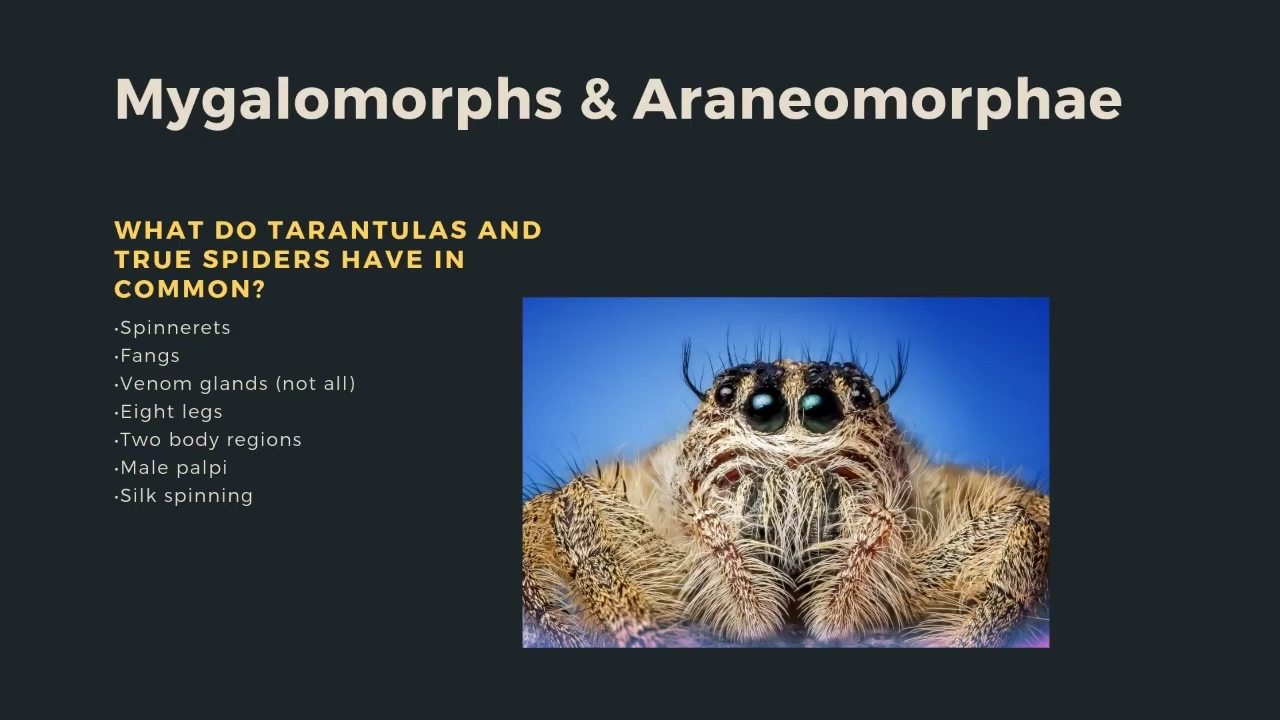 Mygalomorphs & Araneomorphae
WHAT DO TARANTULAS AND
TRUE SPIDERS HAVE IN
COMMON?
•Spinnerets
•Fangs
•Venom glands (not all)
•Eight legs
•Two body regions
•Male palpi
•Silk spinning